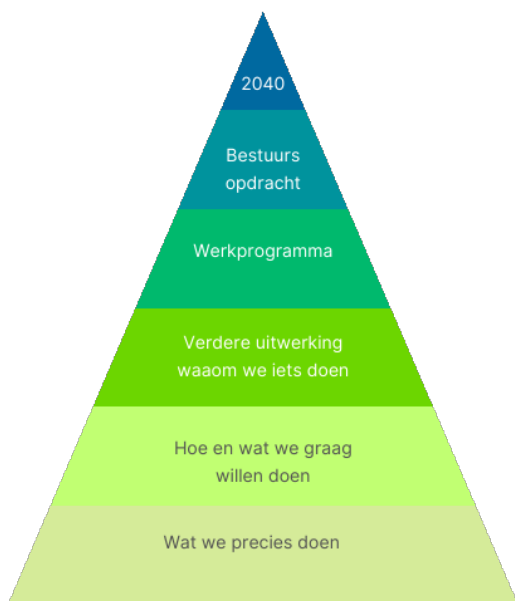 2040
Bestuurs
opdracht
Werkprogramma
Verdere uitwerking
waaom we iets doen
Hoe en wat we graag
willen doen
Wat we precies doen